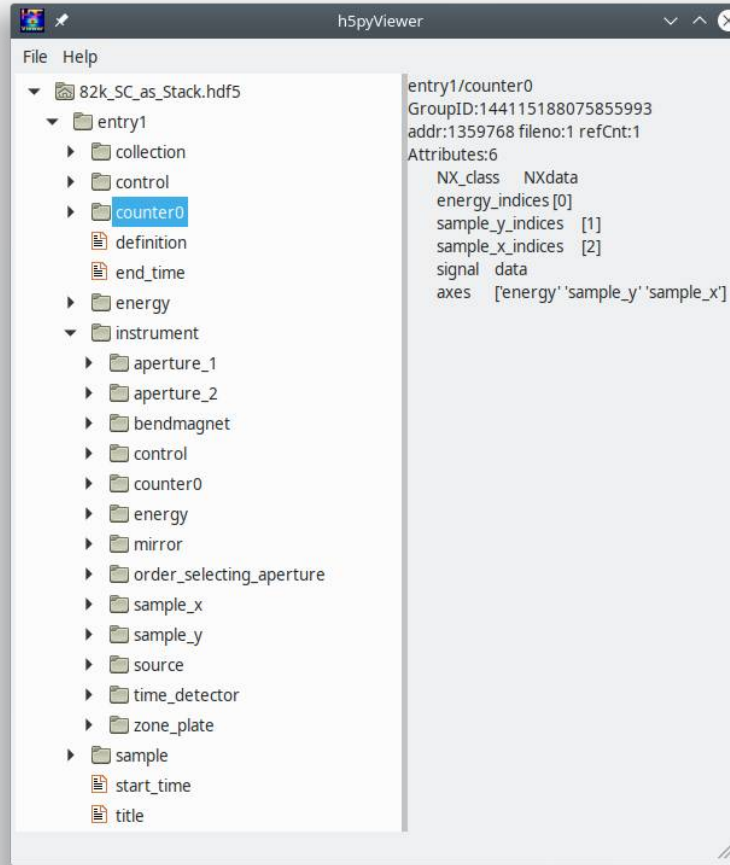 h5pyViewer
File Help
82k_SC_as_Stack.hdf5
entry1
collection
control
counter0
definition
end_time
energy
instrument
aperture_1
aperture_2
bendmagnet
control
counter0
energy
mirror
order_selecting_aperture
sample_x
sample_y
source
time_detector
zone_plate
sample
start_time
title
entry1/counter0
GroupID:144115188075855993
addr:1359768 fileno:1 refCnt:1
Attributes:6
NX_class NXdata
energy_indices [0]
sample_y_indices [1]
sample_x_indices [2]
signal data
axes ['energy' 'sample_y' 'sample_x']